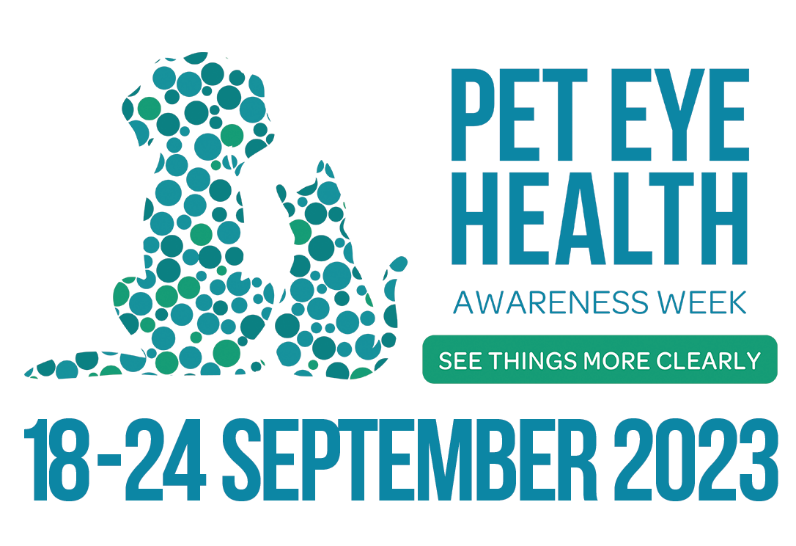 PET EYE
HEALTH
AWARENESS WEEK
SEE THINGS MORE CLEARLY
18-24 SEPTEMBER 2023